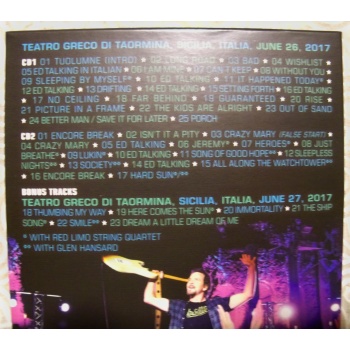 TEATRO GRECO DI TAORMINA, SICILIA, ITALIA, JUNE 26, 2017
CD1 01 TUOLUMNE (INTRO) ★ 02 LONG ROAD ★ 03 SAD ★ 04 WISHLIST
★ 05 ED TALKING IN ITALIAN ★ 06 I AM MINE ★ 07 CAN'T KEEP ★ 08 WITHOUT YOU
★ 09 SLEEPING BY MYSELF* ★ 10 ED TALKING ★ 11 IT HAPPENED TODAY ★
12 ED TALKING ★ 13 DRIFTING ★ 14 ED TALKING ★ 15 SETTING FORTH ★ 16 ED TALKING
★ 17 NO CEILING ★ 18 FAR BEHIND ★ 19 GUARANTEED ★ 20 RISE ★
21 PICTURE IN A FRAME ★ 22 THE KIDS ARE ALRIGHT ★ 23 OUT OF SAND
★ 24 BETTER MAN / SAVE IT FOR LATER ★ 25 PORCH
CD2 01 ENCORE BREAK ★ 02 ISN'T IT A PITY ★ 03 CRAZY MARY (FALSE START) ★
04 CRAZY MARY ★ 05 ED TALKING ★ 06 JEREMY* ★ 07 HEROES* ★ 08 JUST
BREATHE* ★ 09 LUKIN* ★ 10 ED TALKING ★ 11 SONG OF GOOD HOPE** ★ 12 SLEEPLESS
NIGHTS** ★ 13 SOCIETY** ★ 14 ED TALKING ★ 15 ALL ALONG THE WATCHTOWER**
★ 16 ENCORE BREAK ★ 17 HARD SUN*/**
BONUS TRACKS
TEATRO GRECO DI TAORMINA, SICILIA, ITALIA, JUNE 27, 2017
18 THUMBING MY WAY ★ 19 HERE COMES THE SUN* ★ 20 IMMORTALITY ★ 21 THE SHIP
SONG* ★ 22 SMILE** ★ 23 DREAM A LITTLE DREAM OF ME
* WITH RED LIMO STRING QUARTET
** WITH GLEN HANSARD